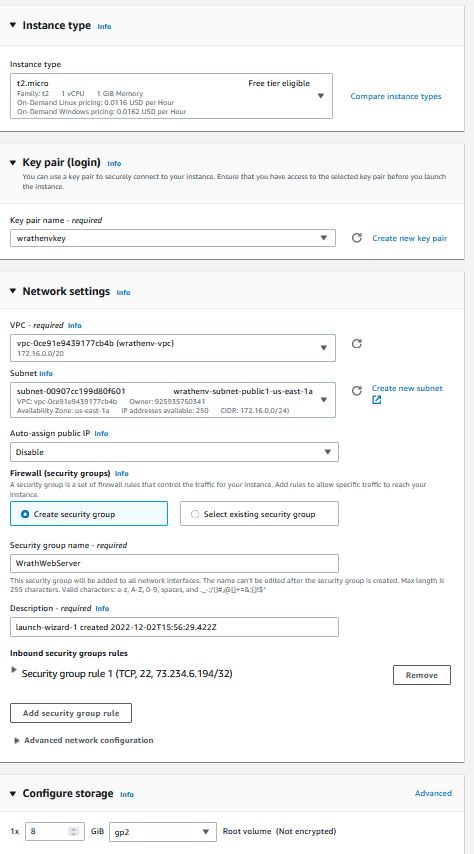 Instance type Info
Instance type
t2.micro Free tier eligible
Family: t2 1 vCPU 1 GiB Memory
On-Demand Linux pricing: 0.0116 USD per Hour
On-Demand Windows pricing: 0.0162 USD per Hour
Compare instance types
Key pair (login) Info
You can use a key pair to securely connect to your instance. Ensure that you have access to the selected key pair before you launch
the instance.
Key pair name - required
wrathenvkey
Create new key pair
Network settings Info
VPC - required Info
vpc-0ce91e9439177cb4b (wrathenv-vpc)
172.16.0.0/20
Subnet Info
subnet-00907cc199d80f601 wrathenv-subnet-public1-us-east-1a
VPC: vpc-0ce91e9439177cb4b Owner: 925935750341
Availability Zone: us-east-1a IP addresses available: 250 CIDR: 172.16.0.0/24)
Create new subnet
Auto-assign public IP Info
Disable
Firewall (security groups) Info
A security group is a set of firewall rules that control the traffic for your instance. Add rules to allow specific traffic to reach your
instance.
Create security group
Select existing security group
Security group name - required
WrathWebServer
This security group will be added to all network interfaces. The name can't be edited after the security group is created. Max length is
255 characters. Valid characters: a-z, A-Z, 0-9, spaces, and ._-:/()#,@[]+=&;{}!$*
Description - required Info
launch-wizard-1 created 2022-12-02T15:56:29.422Z
Inbound security groups rules
Security group rule 1 (TCP, 22, 73.234.6.194/32)
Remove
Add security group rule
Advanced network configuration
Configure storage Info
Advanced
1x 8 GiB gp2 Root volume (Not encrypted)